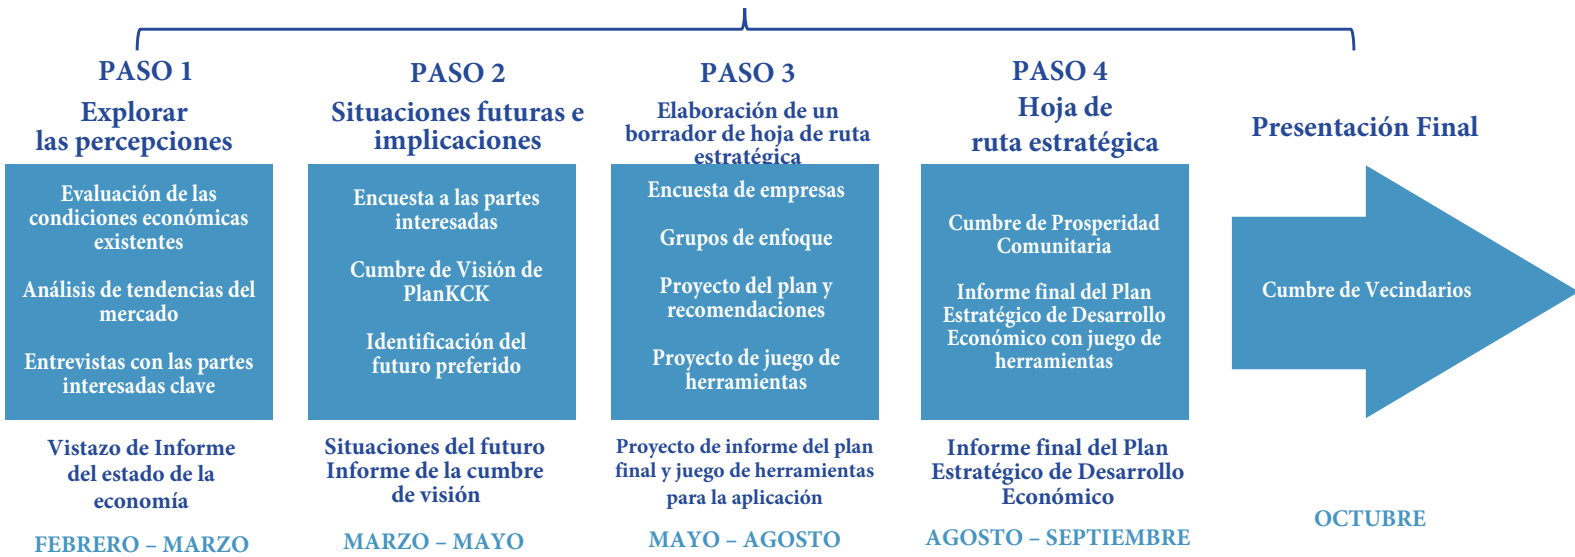 PASO 1
Explorar
las percepciones
Evaluación de las
condiciones económicas
existentes
Análisis de tendencias del
mercado
Entrevistas con las partes
interesadas clave
Vistazo de Informe
del estado de la
economía
FEBRERO – MARZO
PASO 2
Situaciones futuras e
implicaciones
Encuesta a las partes
interesadas
Cumbre de Visión de
PlanKCK
Identificación del
futuro preferido
Situaciones del futuro
Informe de la cumbre
de visión
MARZO – MAYO
PASO 3
Elaboración de un
borrador de hoja de ruta
estratégica
Encuesta de empresas
Grupos de enfoque
Proyecto del plan y
recomendaciones
Proyecto de juego de
herramientas
Proyecto de informe del plan
final y juego de herramientas
para la aplicación
MAYO – AGOSTO
PASO 4
Hoja de
ruta estratégica
Cumbre de Prosperidad
Comunitaria
Informe final del Plan
Estratégico de Desarrollo
Económico con juego de
herramientas
Informe final del Plan
Estratégico de Desarrollo
Económico
AGOSTO – SEPTIEMBRE
Presentación Final
Cumbre de Vecindarios
OCTUBRE